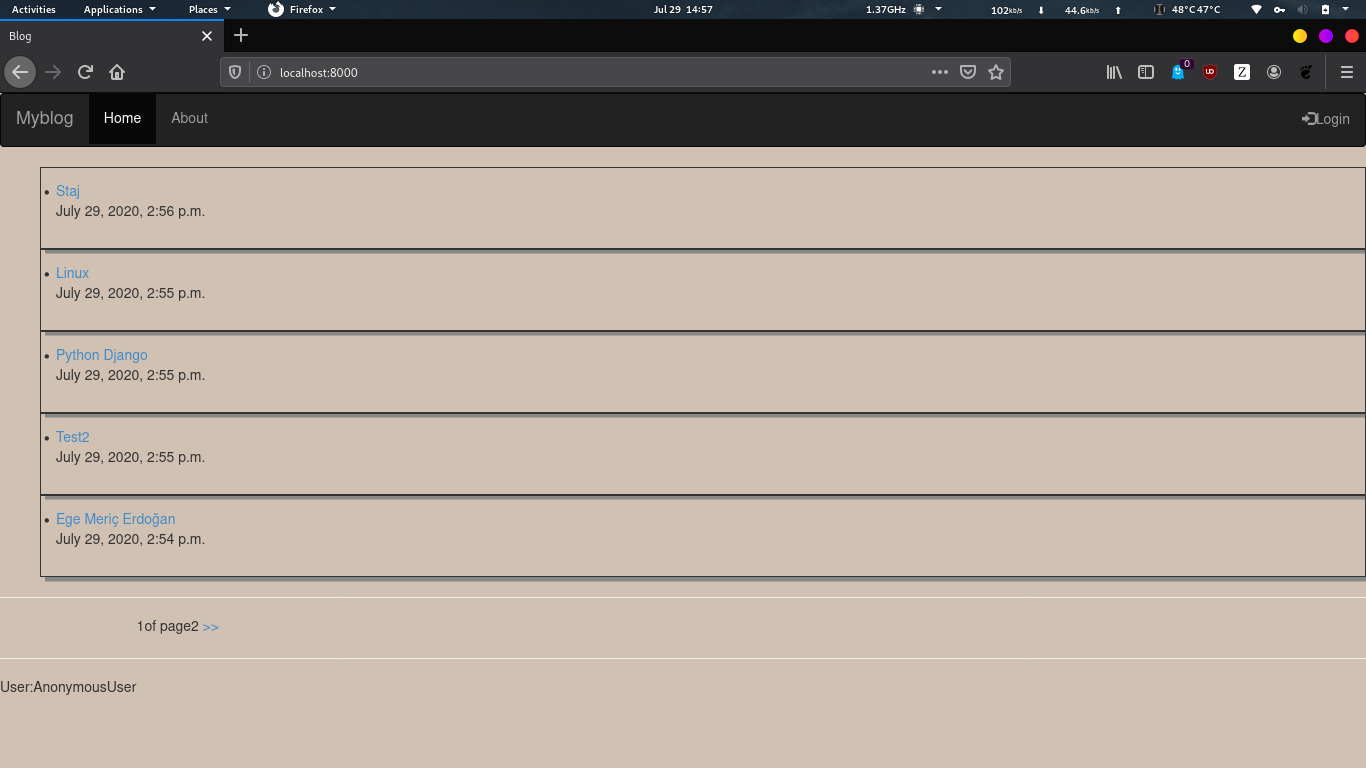 Activities Applications Places Firefox Jul 29 14:57 1.37GHz 102kb/s 44.6kb/s 48°C 47°C
Blog
localhost:8000 0 UD Z
Myblog Home About Login
Staj
July 29, 2020, 2:56 p.m.
Linux
July 29, 2020, 2:55 p.m.
Python Django
July 29, 2020, 2:55 p.m.
Test2
July 29, 2020, 2:55 p.m.
Ege Meriç Erdoğan
July 29, 2020, 2:54 p.m.
1of page2 >>
User:AnonymousUser